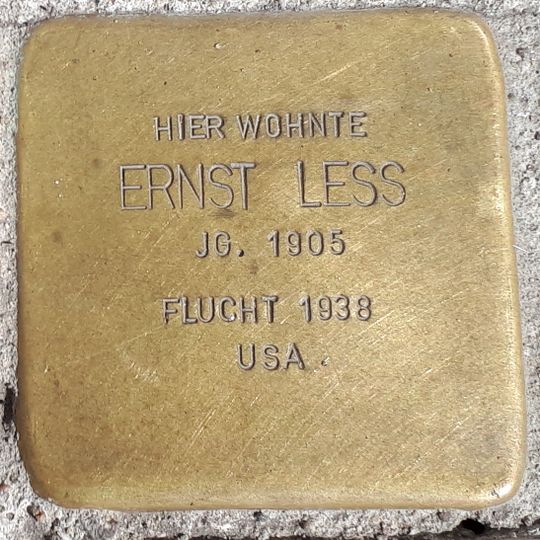 HIER WOHNTE
ERNST LESS
JG. 1905
FLUCHT 1938
USA